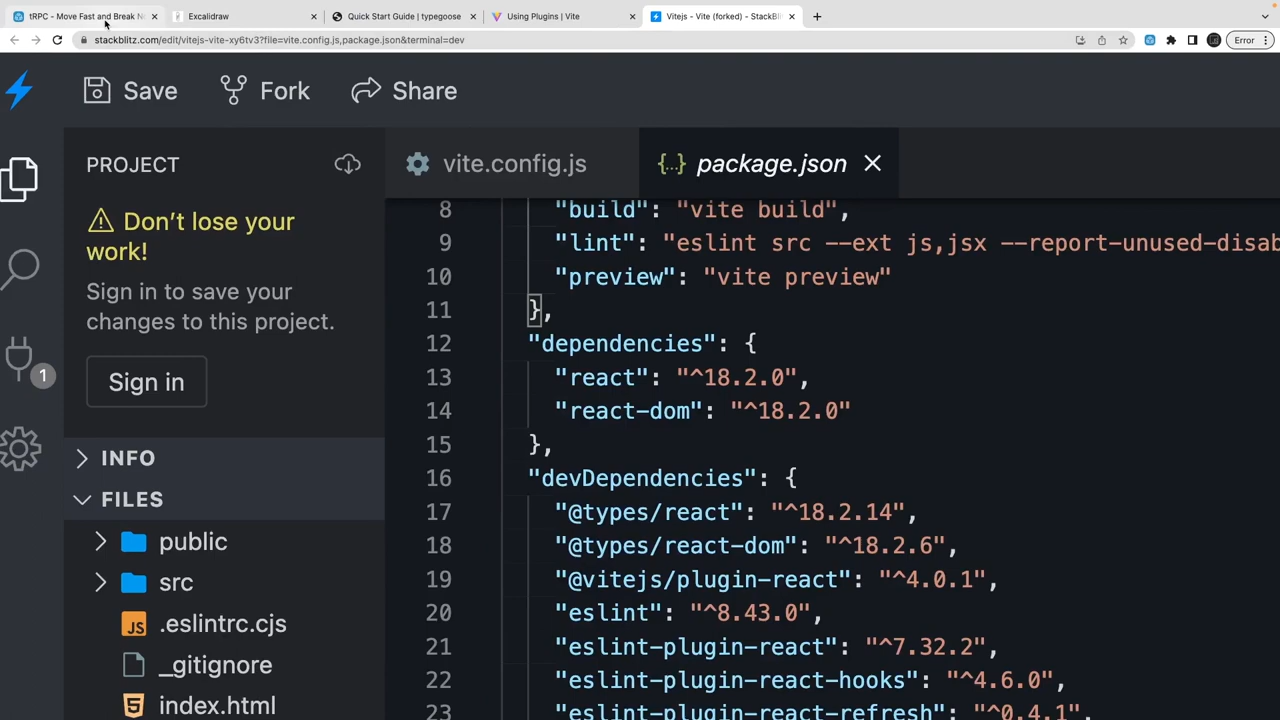 tRPC - Move Fast and Break N
Excalidraw
Quick Start Guide | typegoose
Using Plugins | Vite
Vitejs - Vite (forked) - StackBli
stackblitz.com/edit/vitejs-vite-xy6tv3?file=vite.config.js,package.json&terminal=dev
Error
Save
Fork
Share
PROJECT
Don't lose your
work!
Sign in to save your
changes to this project.
Sign in
1
INFO
FILES
public
src
JS .eslintrc.cjs
_gitignore
index.html
vite.config.js
{..} package.json
8 "build": "vite build",
9 "lint": "eslint src --ext js,jsx --report-unused-disab
10 "preview": "vite preview"
11 },
12 "dependencies": {
13 "react": "^18.2.0",
14 "react-dom": "^18.2.0"
15 },
16 "devDependencies": {
17 "@types/react": "^18.2.14",
18 "@types/react-dom": "^18.2.6",
19 "@vitejs/plugin-react": "^4.0.1",
20 "eslint": "^8.43.0",
21 "eslint-plugin-react": "^7.32.2",
22 "eslint-plugin-react-hooks": "^4.6.0",
23 "eslint-plugin-react-refresh": "^0.4.1",